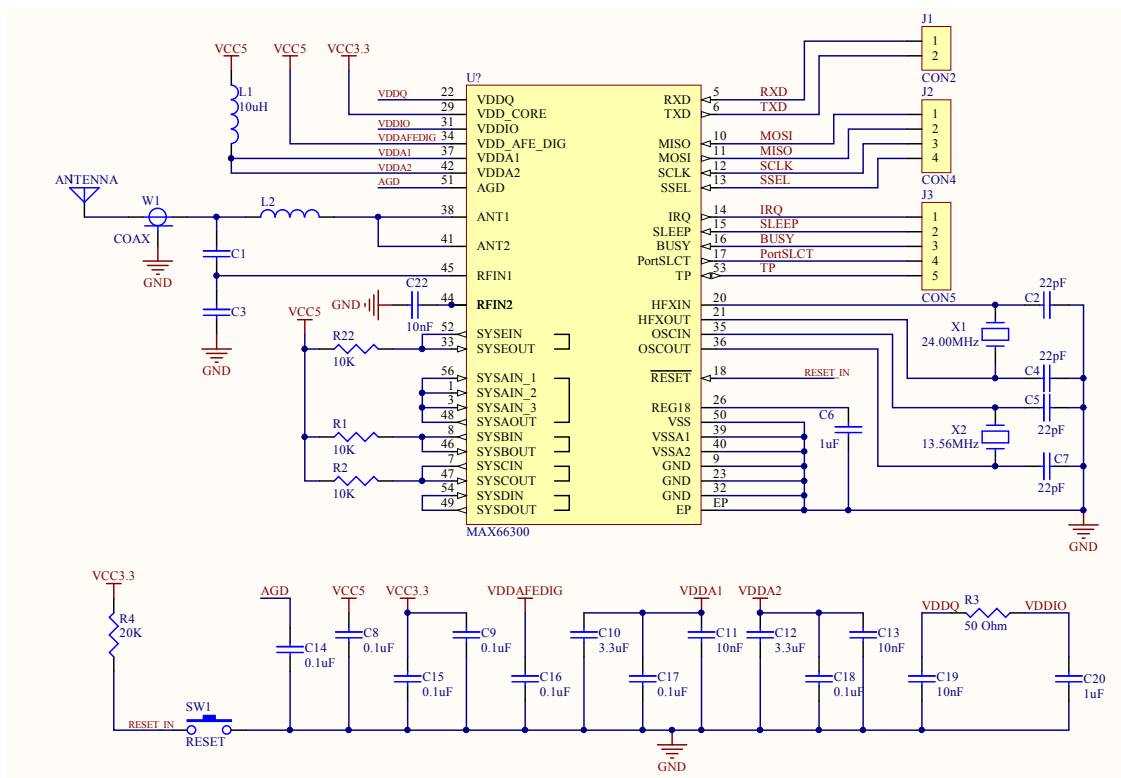 J1
1
2
CON2
VCC5
VCC5
VCC3.3
U?
L1
10uH
VDDQ
22
VDDQ
29
VDD_CORE
VDDIO
31
VDDIO
VDDAFEDIG
34
VDD_AFE_DIG
VDDA1
37
VDDA1
VDDA2
42
VDDA2
AGD
51
AGD
RXD
5
RXD
TXD
6
TXD
J2
1
2
3
4
CON4
MISO
10
MOSI
MOSI
11
MISO
SCLK
12
SCLK
SSEL
13
SSEL
ANTENNA
W1
COAX
GND
L2
C1
C3
GND
38
ANT1
41
ANT2
45
RFIN1
J3
1
2
3
4
5
CON5
IRQ
14
IRQ
SLEEP
15
SLEEP
BUSY
16
BUSY
PortSLCT
17
PortSLCT
TP
53
TP
GND
C22
10nF
44
RFIN2
VCC5
R22
10K
52
SYSEIN
33
SYSEOUT
56
SYSAIN_1
1
SYSAIN_2
3
SYSAIN_3
48
SYSAOUT
R1
10K
8
SYSBIN
46
SYSBOUT
R2
10K
7
SYSCIN
47
SYSCOUT
54
SYSDIN
49
SYSDOUT
MAX66300
HFXIN
20
HFXOUT
21
OSCIN
35
OSCOUT
36
22pF
C2
X1
24.00MHz
22pF
C4
C5
22pF
X2
13.56MHz
C7
22pF
RESET
18
RESET_IN
REG18
26
VSS
50
VSSA1
39
VSSA2
40
GND
9
GND
23
GND
32
EP
EP
C6
1uF
GND
VCC3.3
R4
20K
RESET_IN
SW1
RESET
AGD
C14
0.1uF
VCC5
C8
0.1uF
VCC3.3
C15
0.1uF
C9
0.1uF
VDDAFEDIG
C16
0.1uF
C10
3.3uF
C17
0.1uF
VDDA1
C11
10nF
VDDA2
C12
3.3uF
C18
0.1uF
C13
10nF
VDDQ
R3
50 Ohm
VDDIO
C19
10nF
C20
1uF
GND